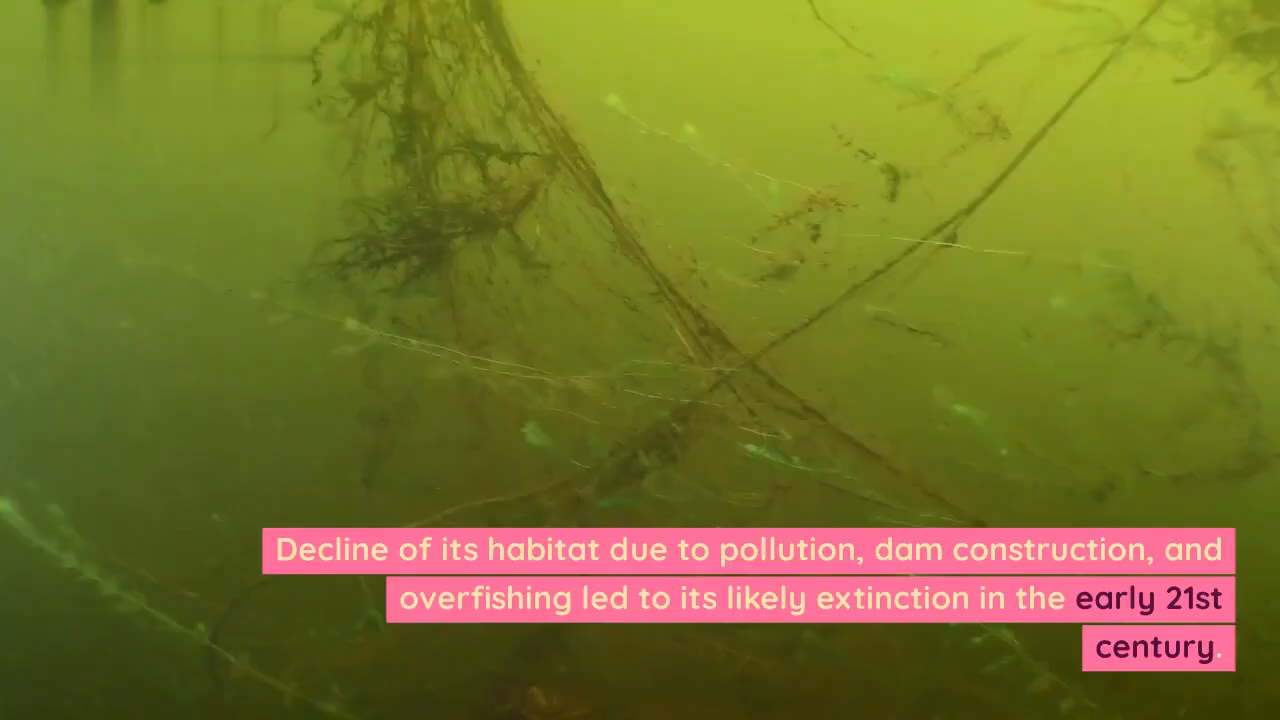 Decline of its habitat due to pollution, dam construction, and
overfishing led to its likely extinction in the early 21st
century.